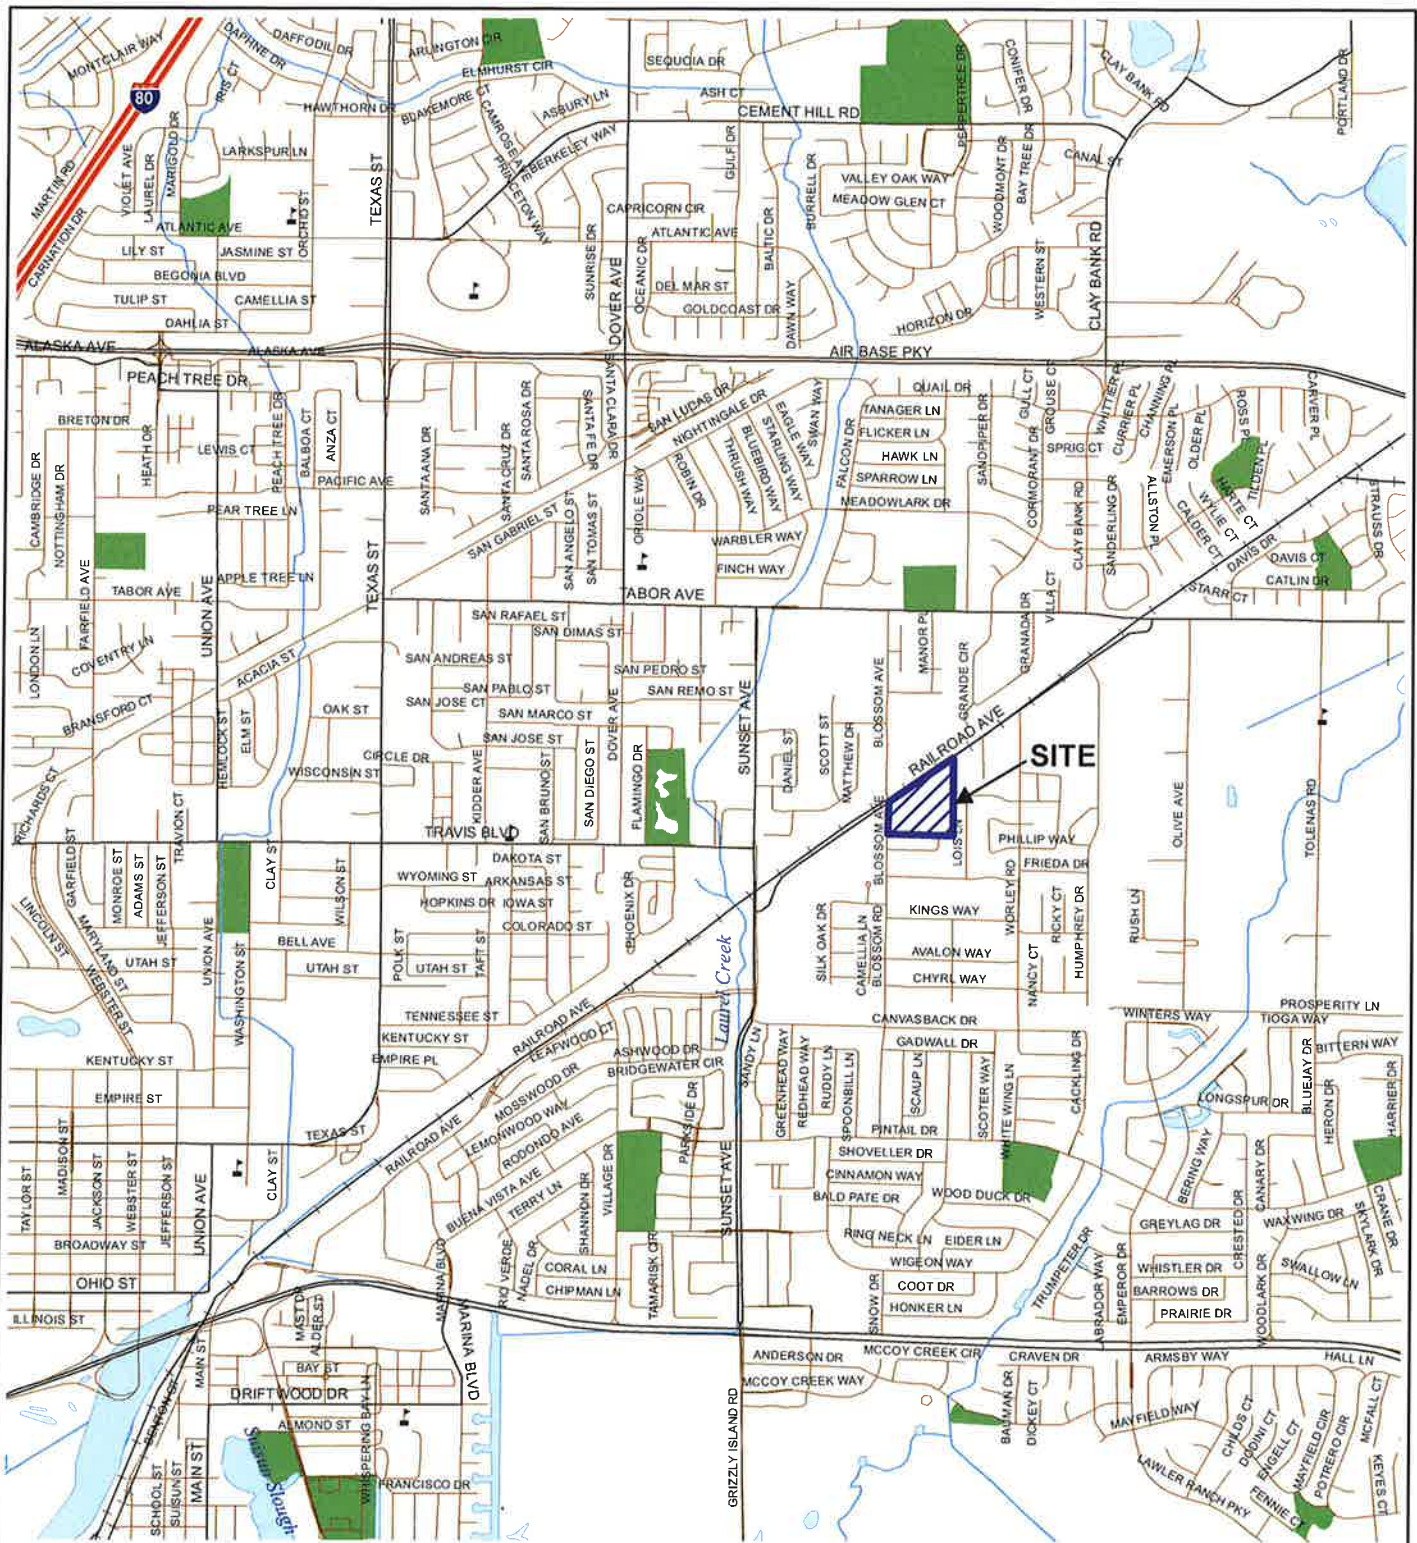 MONTCLAIR WAY
DAPHNE DR
DAFFODIL DR
ARLINGTON CIR
ELMHURST CIR
SEQUOIA DR
CONIFER DR
CLAY BANK RD
PORTLAND DR
80
IRIS CT
HAWTHORN DR
BLAKEMORE CT
CAMROSE AVE
ASBURY LN
ASH CT
CEMENT HILL RD
PEPPERTREE DR
MARTIN RD
VIOLET AVE
LAUREL DR
MARIGOLD DR
LARKSPUR LN
ORCHID ST
TEXAS ST
PRINCETON WAY
BERKELEY WAY
GULF DR
BURRELL DR
VALLEY OAK WAY
MEADOW GLEN CT
WOODMONT DR
BAY TREE DR
CANAL ST
CARNATION DR
ATLANTIC AVE
LILY ST
JASMINE ST
BEGONIA BLVD
TULIP ST
CAMELLIA ST
DAHLIA ST
CAPRICORN CIR
ATLANTIC AVE
BALTIC DR
SUNRISE DR
DOVER AVE
OCEANIC DR
DEL MAR ST
GOLDCOAST DR
DAWN WAY
HORIZON DR
WESTERN ST
CLAY BANK RD
ALASKA AVE
ALASKA AVE
AIR BASE PKY
PEACH TREE DR
BRETON DR
CAMBRIDGE DR
NOTTINGHAM DR
HEATH DR
LEWIS CT
PEACH TREE DR
BALBOA CT
ANZA CT
PACIFIC AVE
PEAR TREE LN
APPLE TREE LN
SANTA ANA DR
SANTA CRUZ DR
SANTA ROSA DR
SANTA FE DR
SANTA CLARA DR
SAN LUCAS DR
NIGHTINGALE DR
ROBIN DR
THRUSH WAY
BLUEBIRD WAY
STARLING WAY
EAGLE WAY
SWAN WAY
FALCON DR
QUAIL DR
TANAGER LN
FLICKER LN
HAWK LN
SPARROW LN
MEADOWLARK DR
SANDPIPER DR
CORMORANT DR
GULL CT
GROUSE CT
SPRIG CT
CLAY BANK RD
SANDERLING DR
WHITTIER PL
CURRIER PL
CHANNING PL
EMERSON PL
OLDER PL
ALLSTON PL
CALDER CT
WYLIE CT
HARTE CT
ROSS PL
TILDEN PL
CARVER PL
STRAUSS DR
DAVIS DR
DAVIS CT
CATLIN DR
STARR CT
SAN GABRIEL ST
SAN ANGELO ST
SAN TOMAS ST
ORIOLE WAY
WARBLER WAY
FINCH WAY
TABOR AVE
FAIRFIELD AVE
UNION AVE
TEXAS ST
TABOR AVE
LONDON LN
COVENTRY LN
BRANSFORD CT
ACACIA ST
HEMLOCK ST
ELM ST
OAK ST
WISCONSIN ST
CIRCLE DR
SAN RAFAEL ST
SAN DIMAS ST
SAN ANDREAS ST
SAN PEDRO ST
SAN PABLO ST
SAN REMO ST
SAN JOSE CT
SAN MARCO ST
SAN JOSE ST
KIDDER AVE
SAN BRUNO ST
SAN DIEGO ST
DOVER AVE
FLAMINGO DR
SUNSET AVE
DANIEL ST
SCOTT ST
MATTHEW DR
BLOSSOM AVE
MANOR PL
GRANDE CIR
GRANADA DR
VILLA CT
RAILROAD AVE
SITE
BLOSSOM AVE
LOIS LN
PHILLIP WAY
FRIEDA DR
WORLEY RD
RICKY CT
HUMPHREY DR
NANCY CT
OLIVE AVE
TOLENAS RD
RUSH LN
RICHARDS CT
GARFIELD ST
MONROE ST
ADAMS ST
JEFFERSON ST
TRAVION CT
TRAVIS BLVD
CLAY ST
WILSON ST
DAKOTA ST
WYOMING ST
ARKANSAS ST
HOPKINS DR
IOWA ST
COLORADO ST
PHOENIX DR
LINCOLN ST
MARYLAND ST
WEBSTER ST
UTAH ST
UNION AVE
WASHINGTON ST
BELL AVE
UTAH ST
POLK ST
UTAH ST
TAFT ST
TENNESSEE ST
KENTUCKY ST
EMPIRE PL
RAILROAD AVE
LEAFWOOD CT
Laurel Creek
SILK OAK DR
CAMELLIA LN
BLOSSOM RD
KINGS WAY
AVALON WAY
CHYRL WAY
CANVASBACK DR
GADWALL DR
PROSPERITY LN
WINTERS WAY
TIOGA WAY
BITTERN WAY
KENTUCKY ST
EMPIRE ST
TEXAS ST
RAILROAD AVE
MOSSWOOD DR
LEMONWOOD WAY
RODONDO AVE
ASHWOOD DR
BRIDGEWATER CIR
PARKSIDE DR
SANDY LN
GREENHEAD WAY
REDHEAD WAY
RUDDY LN
SPOONBILL LN
SCAUP LN
SCOTER WAY
WHITE WING LN
CACKLING DR
PINTAIL DR
SHOVELLER DR
CINNAMON WAY
BALD PATE DR
WOOD DUCK DR
RING NECK LN
EIDER LN
WIGEON WAY
COOT DR
HONKER LN
SNOW DR
LONGSPUR DR
BLUEJAY DR
HERON DR
HARRIER DR
BERING WAY
CANARY DR
CRESTED DR
GREYLAG DR
WAXWING DR
SKYLARK DR
CRANE DR
WHISTLER DR
SWALLOW LN
BARROWS DR
PRAIRIE DR
WOODLARK DR
TRUMPETER DR
LABRADOR WAY
EMPEROR DR
TAYLOR ST
MADISON ST
JACKSON ST
WEBSTER ST
JEFFERSON ST
UNION AVE
CLAY ST
BROADWAY ST
OHIO ST
ILLINOIS ST
BUENA VISTA AVE
TERRY LN
SHANNON DR
VILLAGE DR
RIO VERDE
NADEL DR
CORAL LN
CHIPMAN LN
TAMARISK CIR
SUNSET AVE
MARINA BLVD
MARINA BLVD
MAST DR
ALDER ST
BAY ST
DRIFTWOOD DR
ALMOND ST
WHISPERING BAY LN
FRANCISCO DR
MAIN ST
BENTON CT
SCHOOL ST
SUISUN ST
MAIN ST
Suisun Slough
ANDERSON DR
MCCOY CREEK CIR
MCCOY CREEK WAY
GRIZZLY ISLAND RD
CRAVEN DR
BAUMAN DR
DICKEY CT
ARMSBY WAY
HALL LN
MAYFIELD WAY
CHILDS CT
DODINI CT
ENGELL CT
MAYFIELD CIR
POTRERO CIR
MCFALL CT
KEYES CT
LAWLER RANCH PKY
FENNIE CT